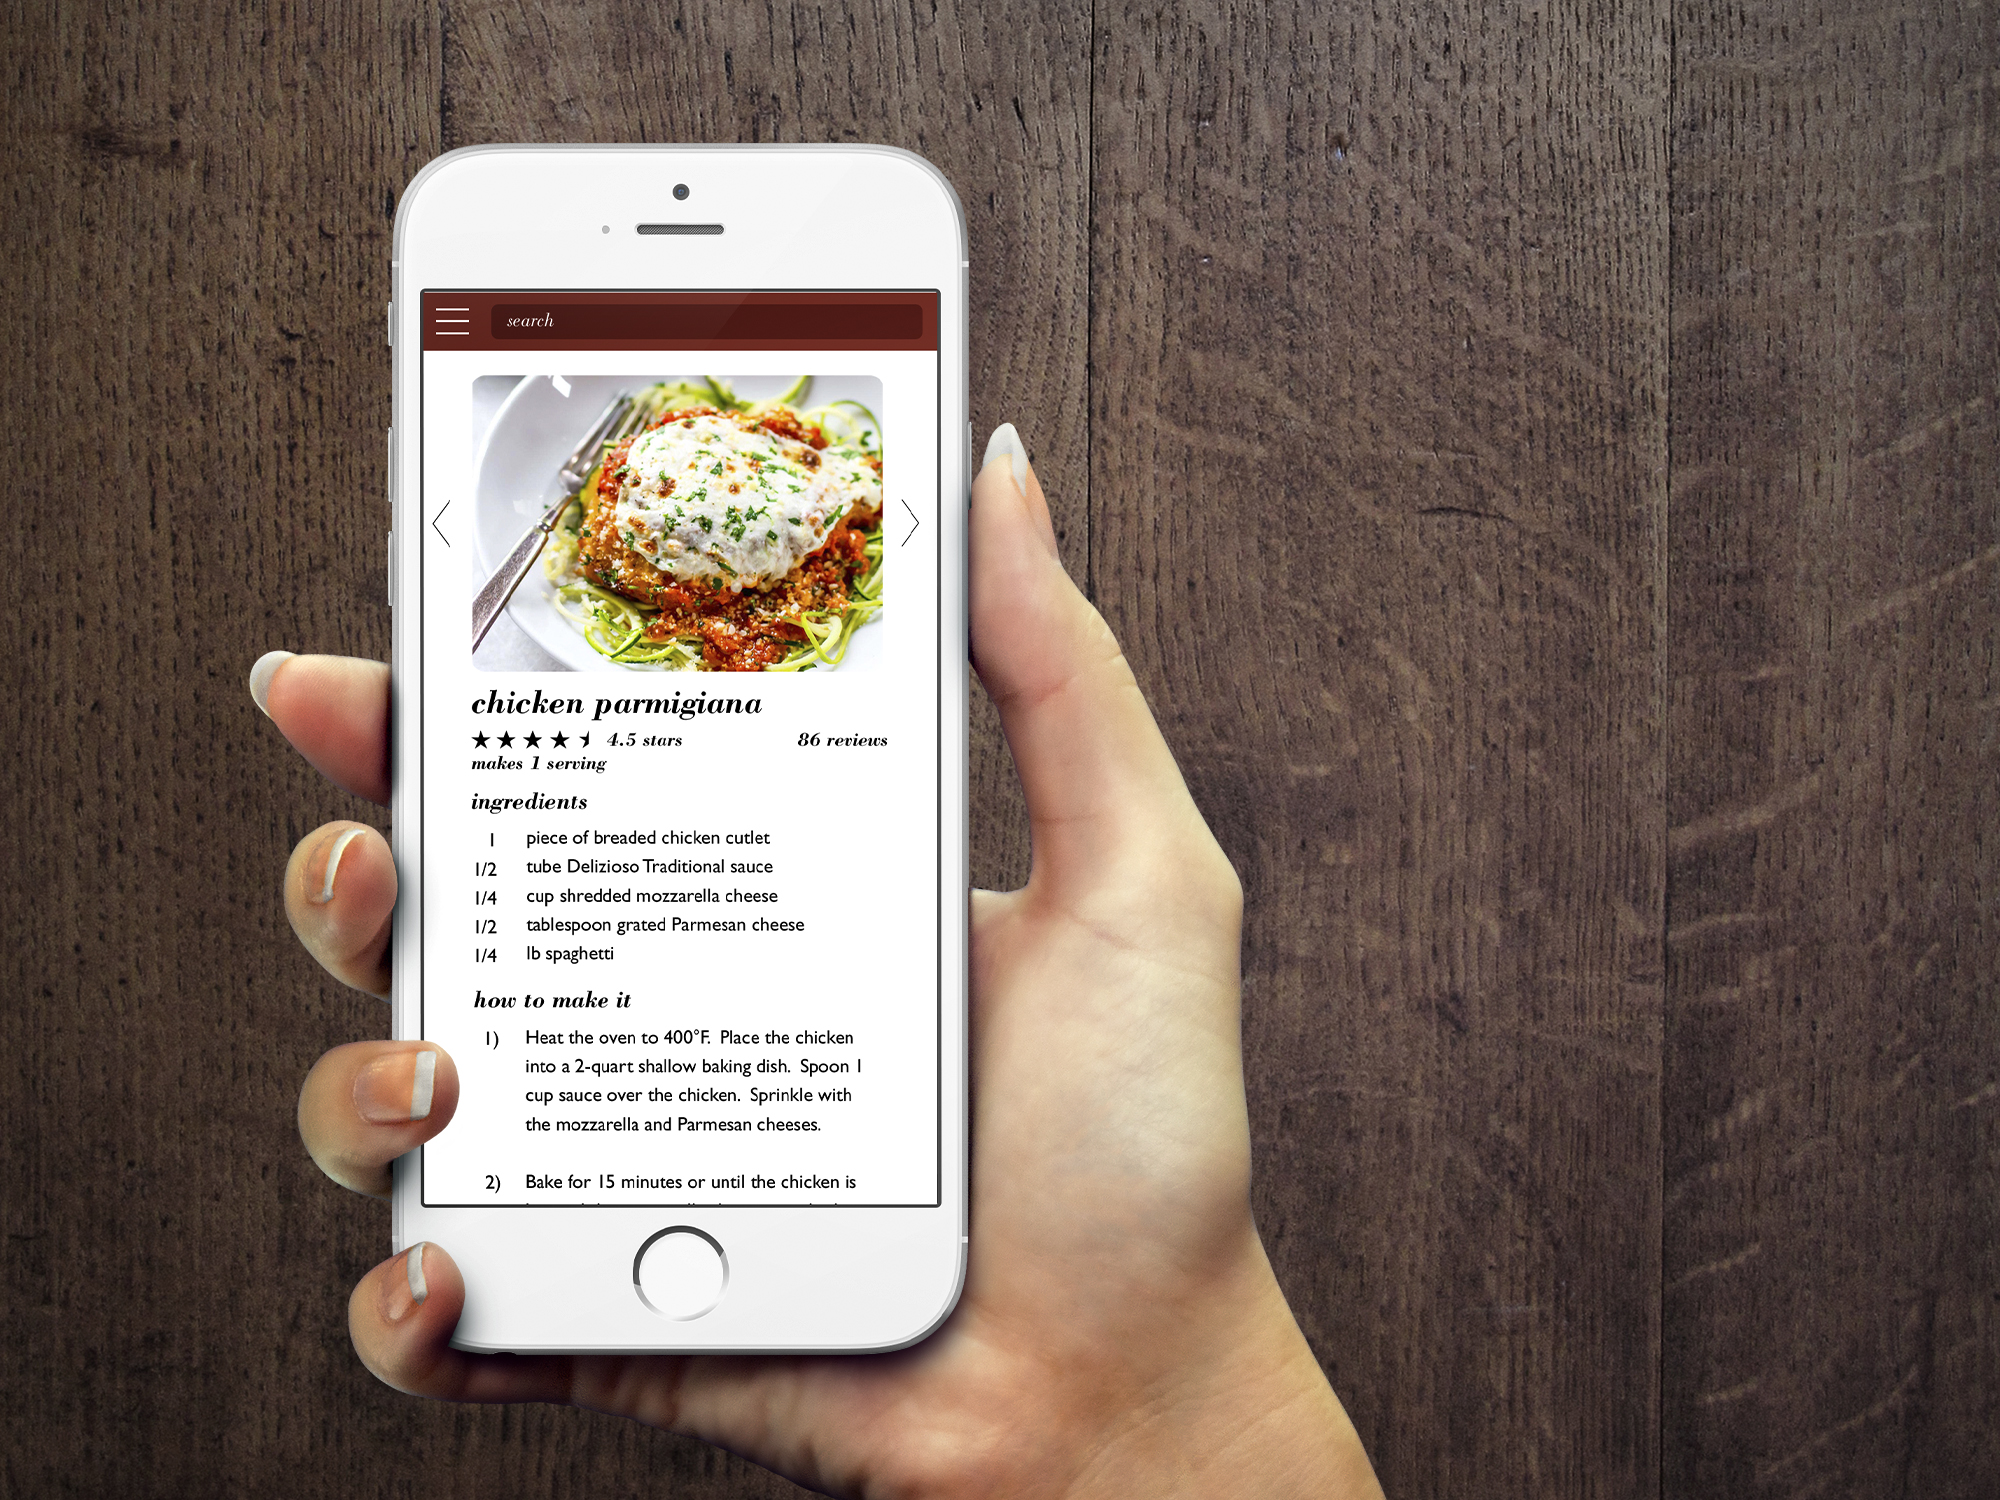 search
chicken parmigiana
4.5 stars 86 reviews
makes 1 serving
ingredients
1 piece of breaded chicken cutlet
1/2 tube Delizioso Traditional sauce
1/4 cup shredded mozzarella cheese
1/2 tablespoon grated Parmesan cheese
1/4 lb spaghetti
how to make it
1) Heat the oven to 400°F. Place the chicken
into a 2-quart shallow baking dish. Spoon 1
cup sauce over the chicken. Sprinkle with
the mozzarella and Parmesan cheeses.
2) Bake for 15 minutes or until the chicken is